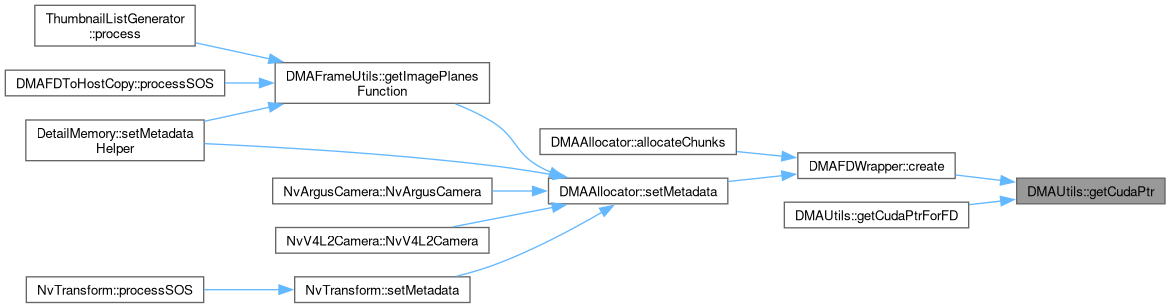 ThumbnailListGenerator
::process
DMAFDToHostCopy::processSOS
DetailMemory::setMetadata
Helper
DMAFrameUtils::getImagePlanes
Function
NvArgusCamera::NvArgusCamera
NvV4L2Camera::NvV4L2Camera
NvTransform::processSOS
NvTransform::setMetadata
DMAAllocator::allocateChunks
DMAAllocator::setMetadata
DMAFDWrapper::create
DMAUtils::getCudaPtrForFD
DMAUtils::getCudaPtr